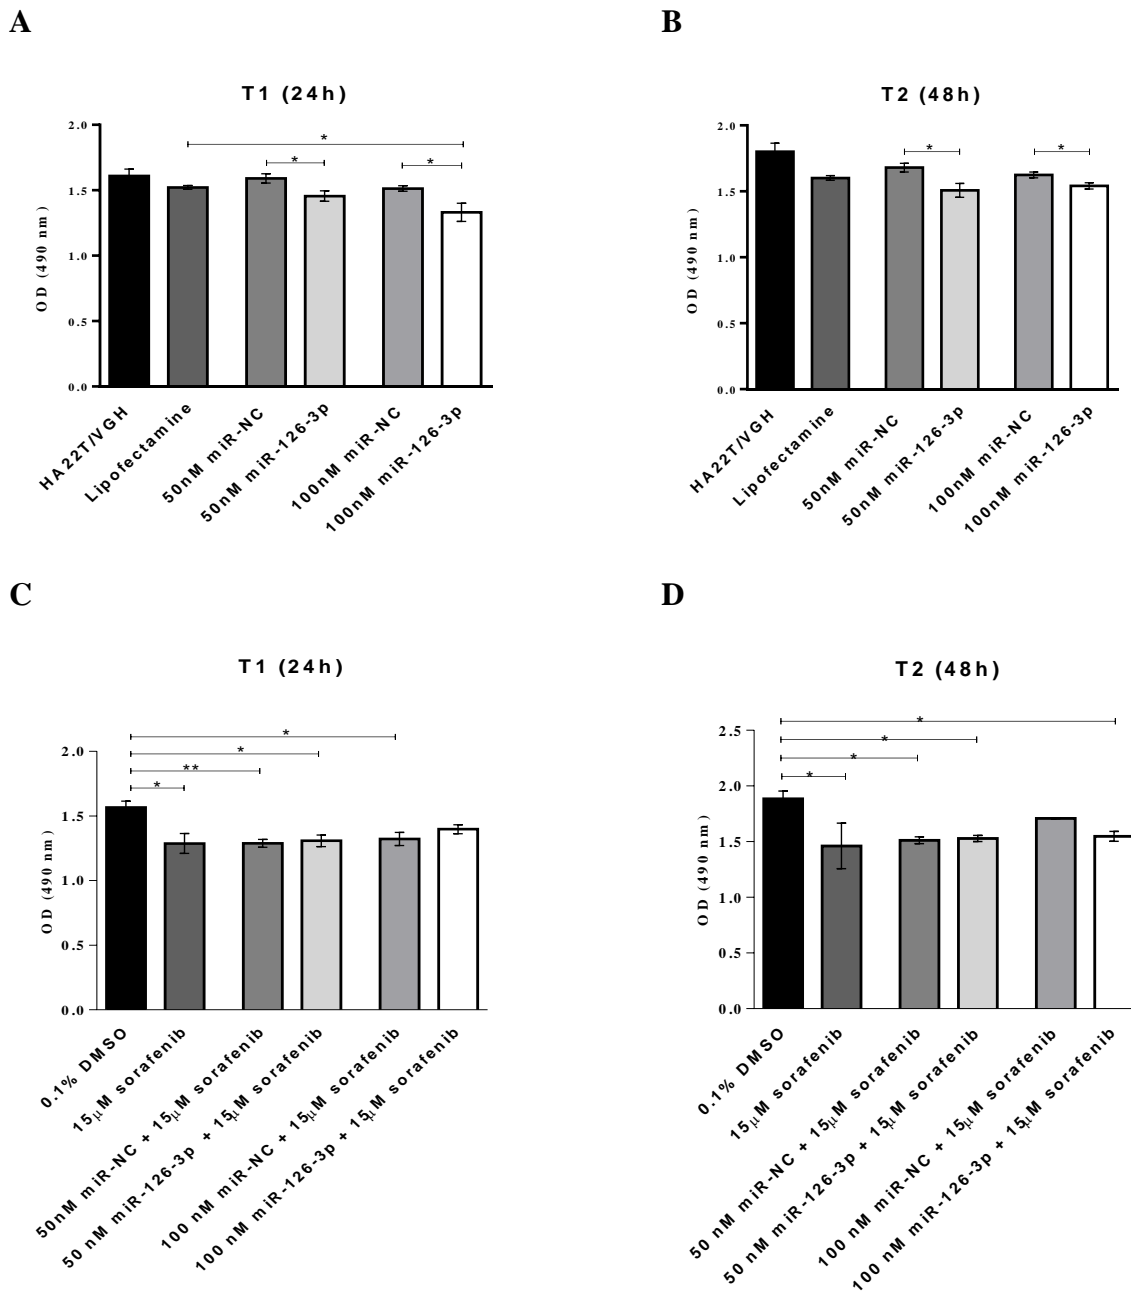 A
T1 (24h)
OD (490 nm)
2.0
1.5
1.0
0.5
0.0
*
*
*
HA22T/VGH
Lipofectamine
50nM miR-NC
50nM miR-126-3p
100nM miR-NC
100nM miR-126-3p
B
T2 (48h)
OD (490 nm)
2.0
1.5
1.0
0.5
0.0
*
*
HA22T/VGH
Lipofectamine
50nM miR-NC
50nM miR-126-3p
100nM miR-NC
100nM miR-126-3p
C
T1 (24h)
OD (490 nm)
2.0
1.5
1.0
0.5
0.0
*
*
**
*
0.1% DMSO
15µM sorafenib
50nM miR-NC + 15µM sorafenib
50 nM miR-126-3p + 15µM sorafenib
100 nM miR-NC + 15µM sorafenib
100 nM miR-126-3p + 15µM sorafenib
D
T2 (48h)
OD (490 nm)
2.5
2.0
1.5
1.0
0.5
0.0
*
*
*
*
0.1% DMSO
15µM sorafenib
50 nM miR-NC + 15µM sorafenib
50 nM miR-126-3p + 15µM sorafenib
100 nM miR-NC + 15µM sorafenib
100 nM miR-126-3p + 15µM sorafenib